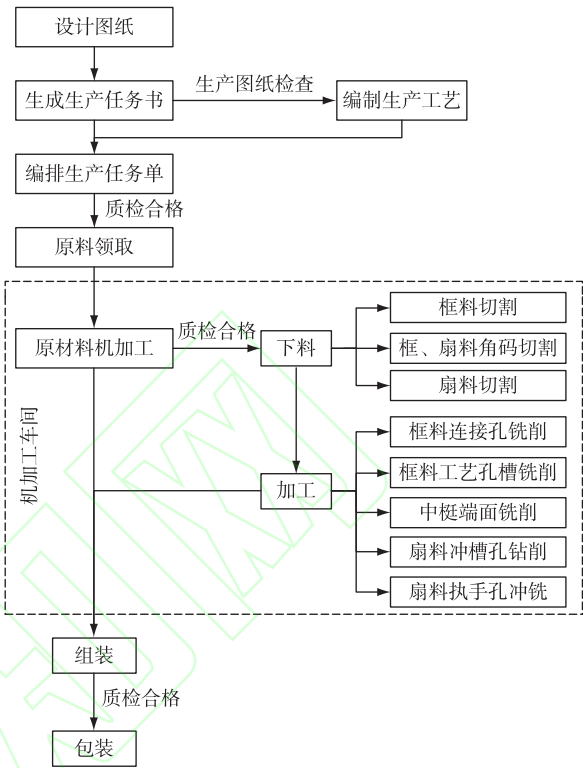 设计图纸
生成生产任务书
生产图纸检查
编制生产工艺
编排生产任务单
质检合格
原料领取
原材料机加工
质检合格
下料
框料切割
框、扇料角码切割
扇料切割
机加工车间
加工
框料连接孔铣削
框料工艺孔槽铣削
中梃端面铣削
扇料冲槽孔钻削
扇料执手孔冲铣
组装
质检合格
包装